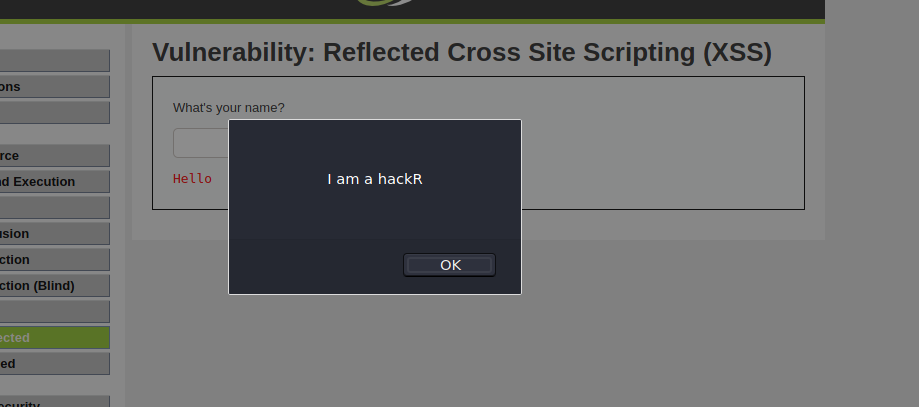 Vulnerability: Reflected Cross Site Scripting (XSS)
What's your name?
Hello
I am a hackR
OK
ons
rce
nd Execution
usion
ction
ction (Blind)
ected
red
ecurity